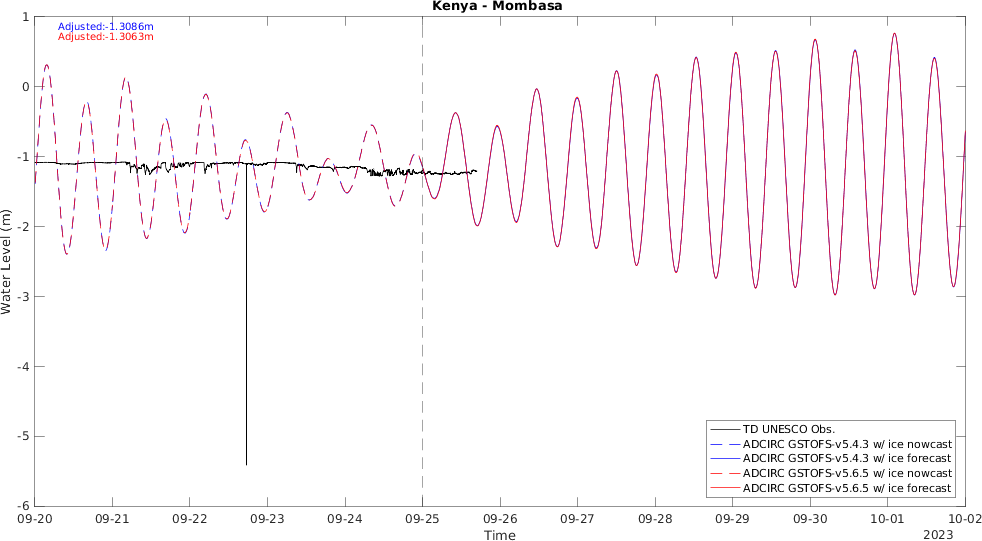 Kenya - Mombasa
Adjusted:-1.3086m
Adjusted:-1.3063m
1
0
-1
-2
-3
-4
-5
-6
Water Level (m)
TD UNESCO Obs.
ADCIRC GSTOFS-v5.4.3 w/ ice nowcast
ADCIRC GSTOFS-v5.4.3 w/ ice forecast
ADCIRC GSTOFS-v5.6.5 w/ ice nowcast
ADCIRC GSTOFS-v5.6.5 w/ ice forecast
09-20 09-21 09-22 09-23 09-24 09-25 09-26 09-27 09-28 09-29 09-30 10-01 10-02
Time
2023